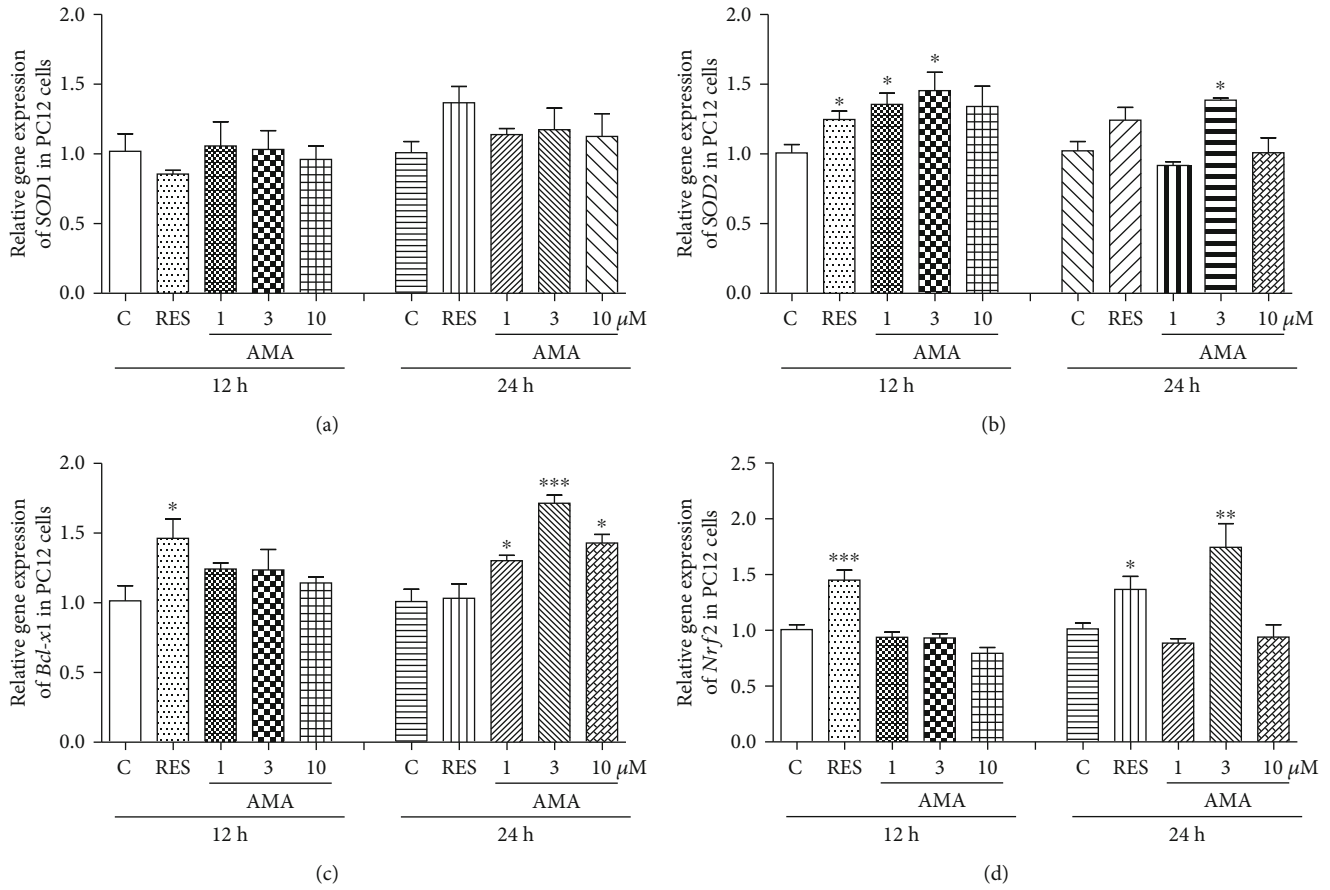 Relative gene expression
of SOD1 in PC12 cells
2.0
1.5
1.0
0.5
0.0
C RES 1 3 10 C RES 1 3 10 μM
AMA AMA
12 h 24 h
(a)
Relative gene expression
of SOD2 in PC12 cells
2.0
1.5
1.0
0.5
0.0
* * * *
C RES 1 3 10 C RES 1 3 10 μM
AMA AMA
12 h 24 h
(b)
Relative gene expression
of Bcl-x1 in PC12 cells
2.0
1.5
1.0
0.5
0.0
* * *** *
C RES 1 3 10 C RES 1 3 10 μM
AMA AMA
12 h 24 h
(c)
Relative gene expression
of Nrf2 in PC12 cells
2.5
2.0
1.5
1.0
0.5
0.0
*** * **
C RES 1 3 10 C RES 1 3 10 μM
AMA AMA
12 h 24 h
(d)